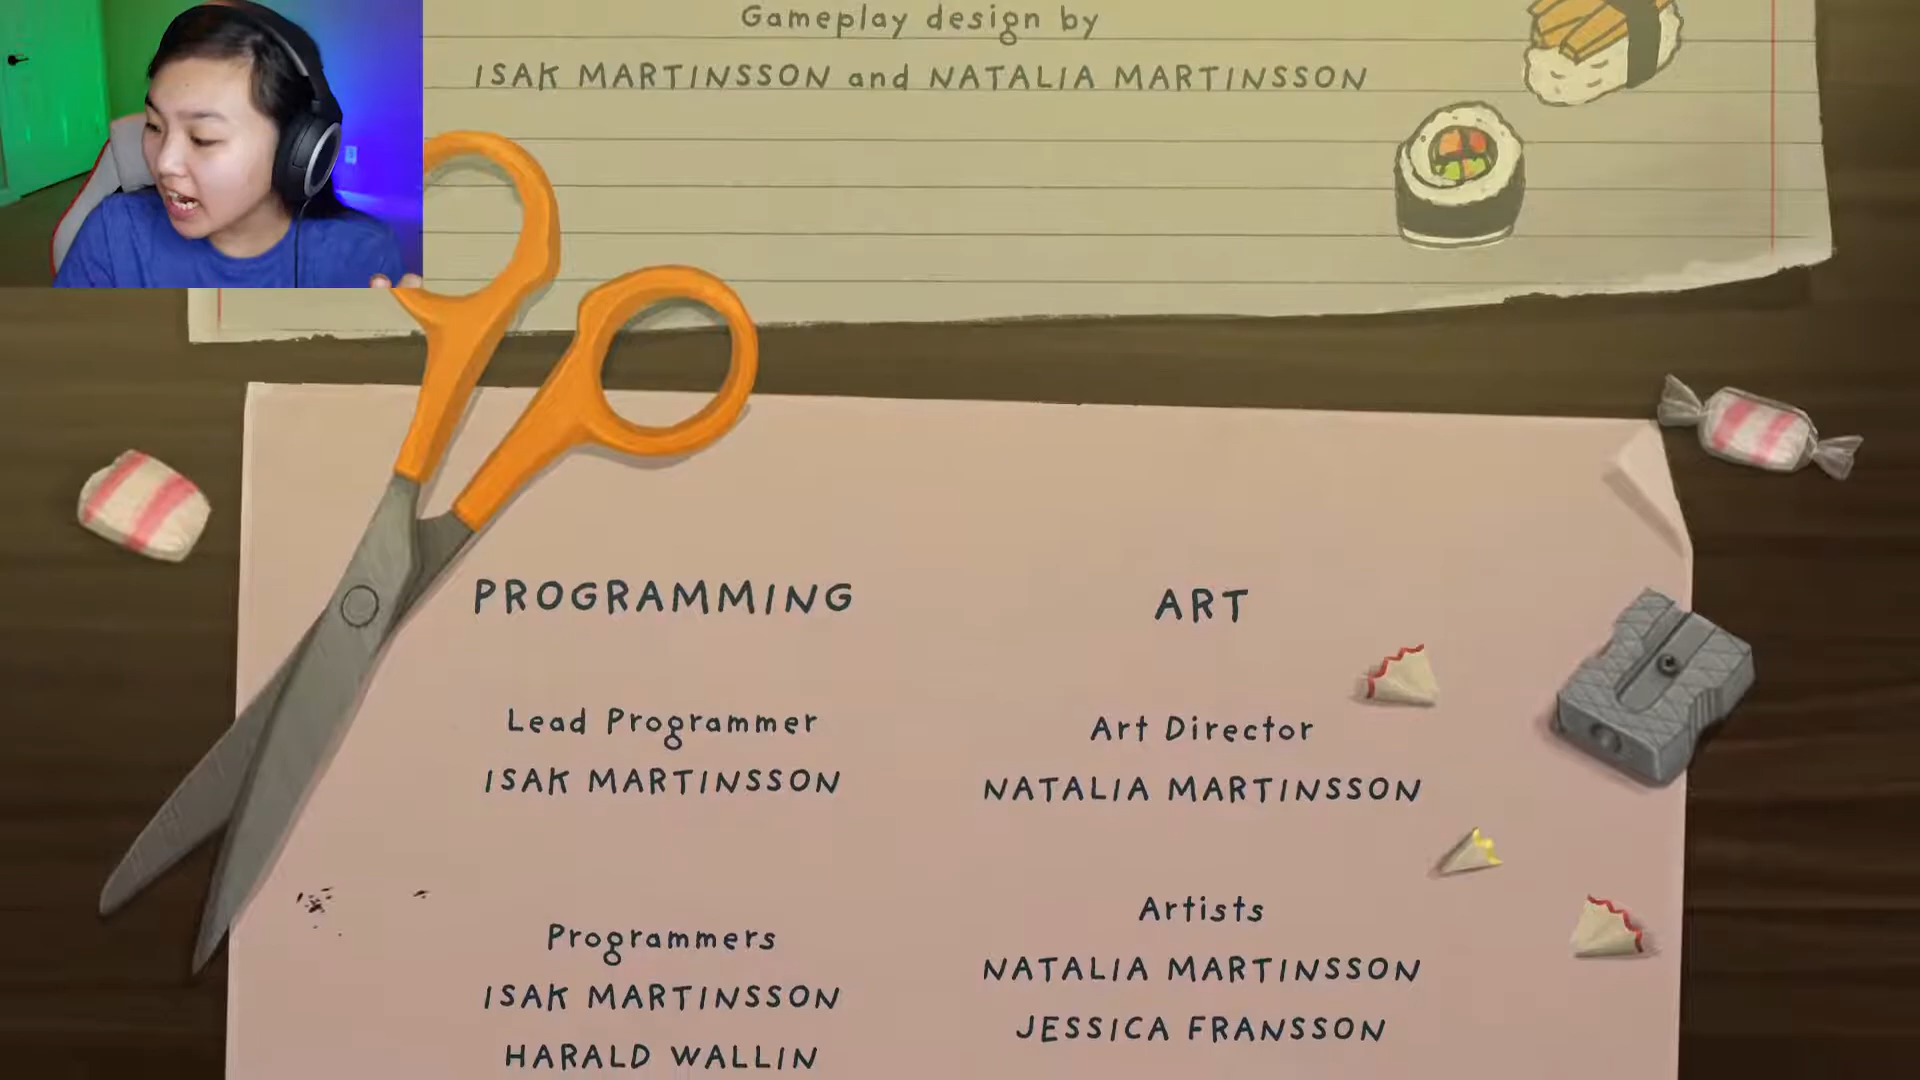 Gameplay design by
ISAK MARTINSSON and NATALIA MARTINSSON
PROGRAMMING
Lead Programmer
ISAK MARTINSSON
Programmers
ISAK MARTINSSON
HARALD WALLIN
ART
Art Director
NATALIA MARTINSSON
Artists
NATALIA MARTINSSON
JESSICA FRANSSON